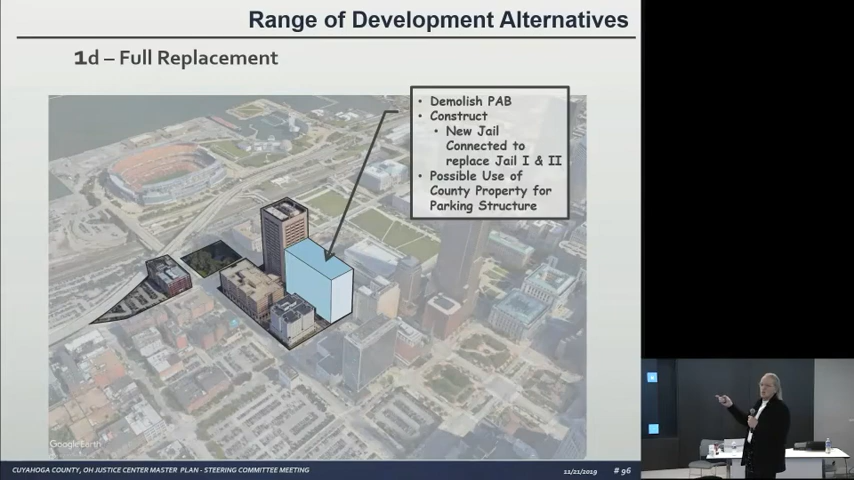 Range of Development Alternatives
1d – Full Replacement
• Demolish PAB
• Construct
• New Jail
Connected to
replace Jail I & II
• Possible Use of
County Property for
Parking Structure
Google Earth
CUYAHOGA COUNTY, OH JUSTICE CENTER MASTER PLAN - STEERING COMMITTEE MEETING
11/21/2019
# 96